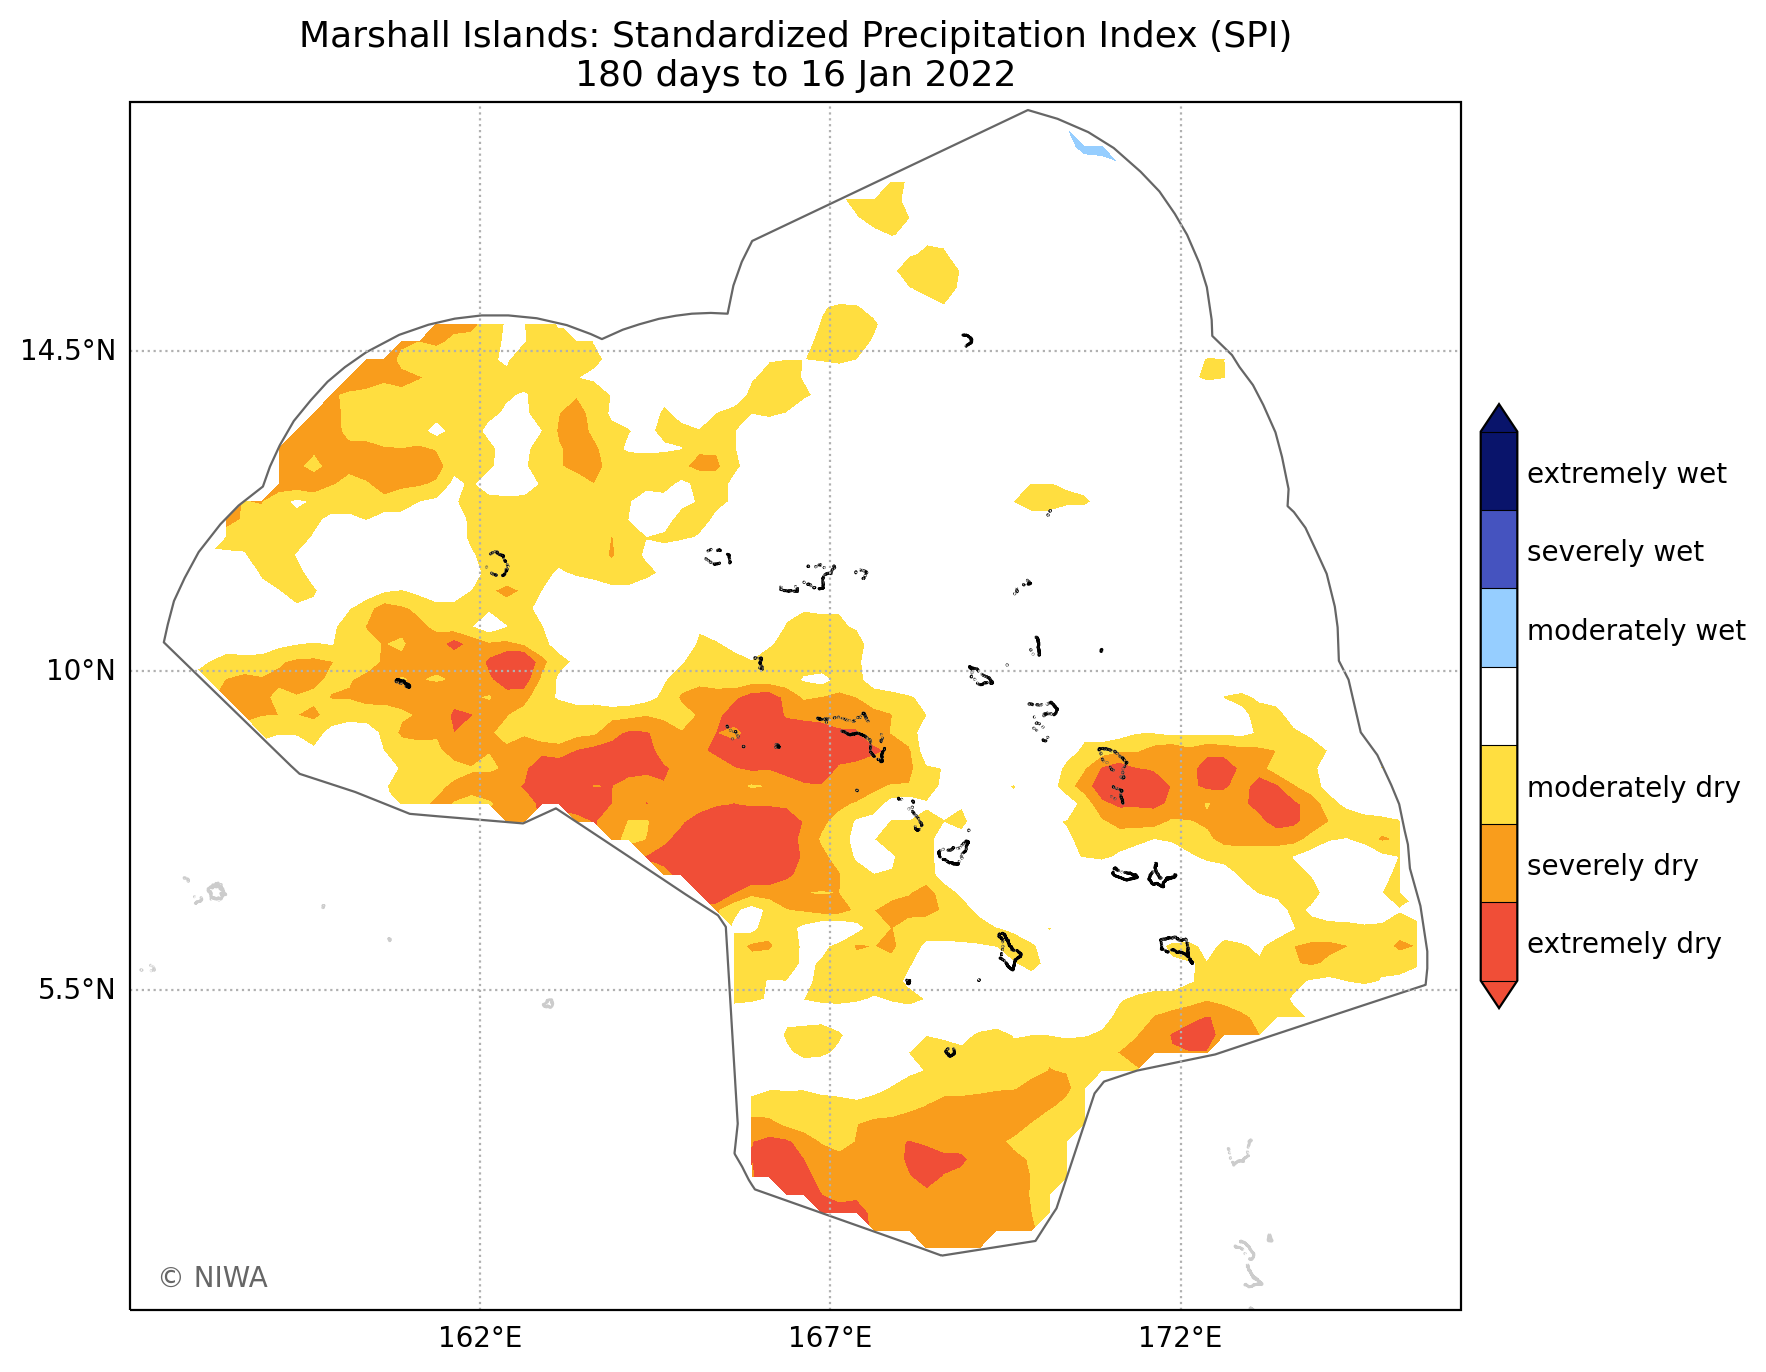 Marshall Islands: Standardized Precipitation Index (SPI)
180 days to 16 Jan 2022
14.5°N
10°N
5.5°N
162°E
167°E
172°E
extremely wet
severely wet
moderately wet
moderately dry
severely dry
extremely dry
© NIWA